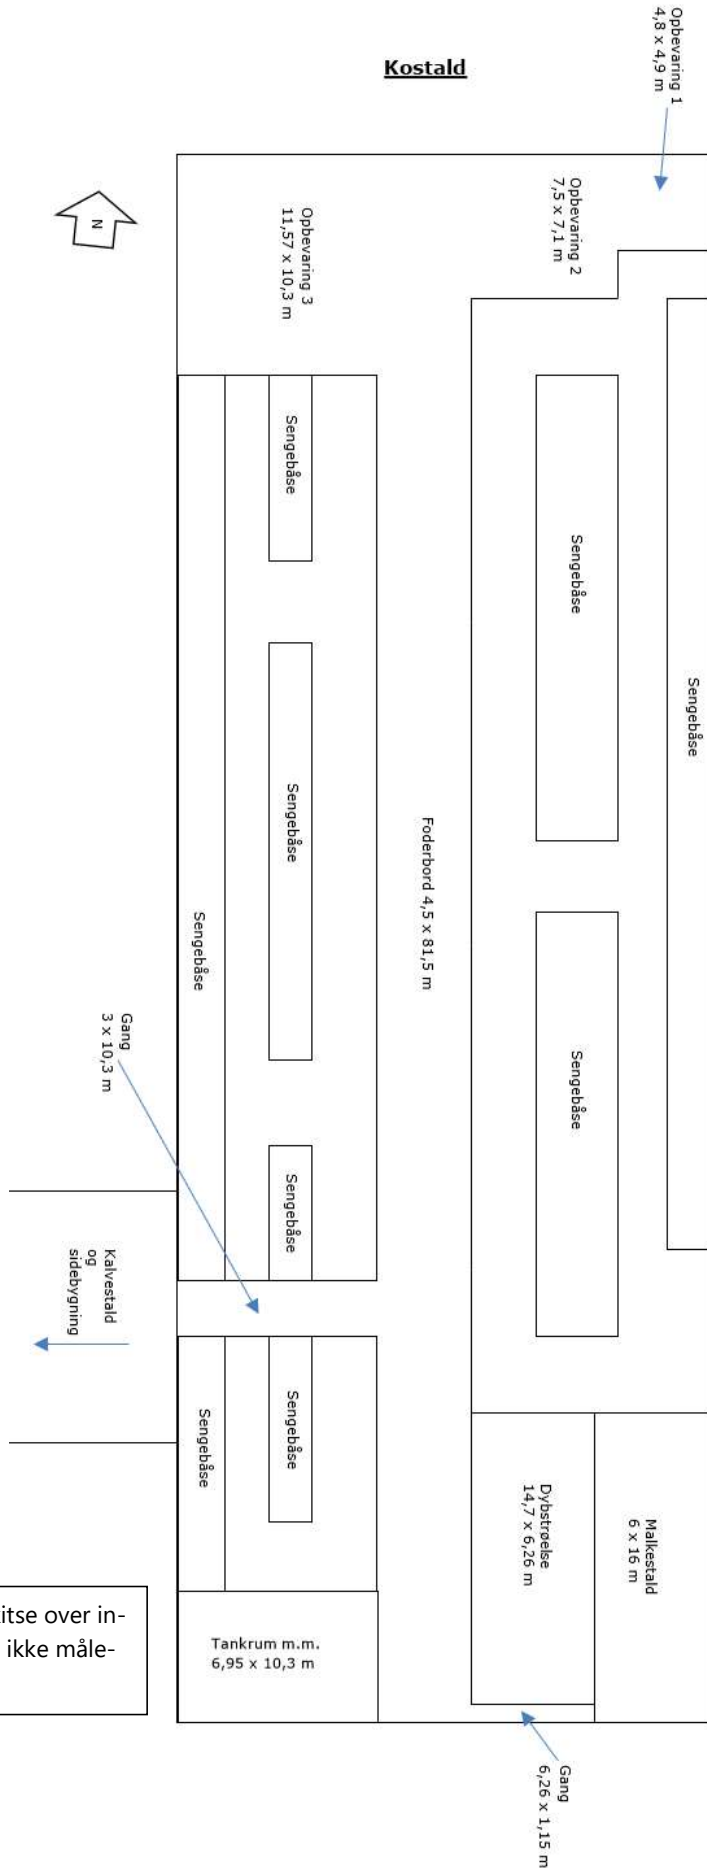 Kostald
Opbevaring 1
4,8 x 4,9 m
Opbevaring 2
7,5 x 7,1 m
Opbevaring 3
11,57 x 10,3 m
N
Sengebåse
Sengebåse
Sengebåse
Sengebåse
Sengebåse
Foderbord 4,5 x 81,5 m
Sengebåse
Gang
3 x 10,3 m
Sengebåse
Sengebåse
Kalvestald
og
sidebygning
Sengebåse
Sengebåse
Dybstrøelse
14,7 x 6,26 m
Malkestald
6 x 16 m
Tankrum m.m.
6,95 x 10,3 m
itse over in-
ikke måle-
Gang
6,26 x 1,15 m